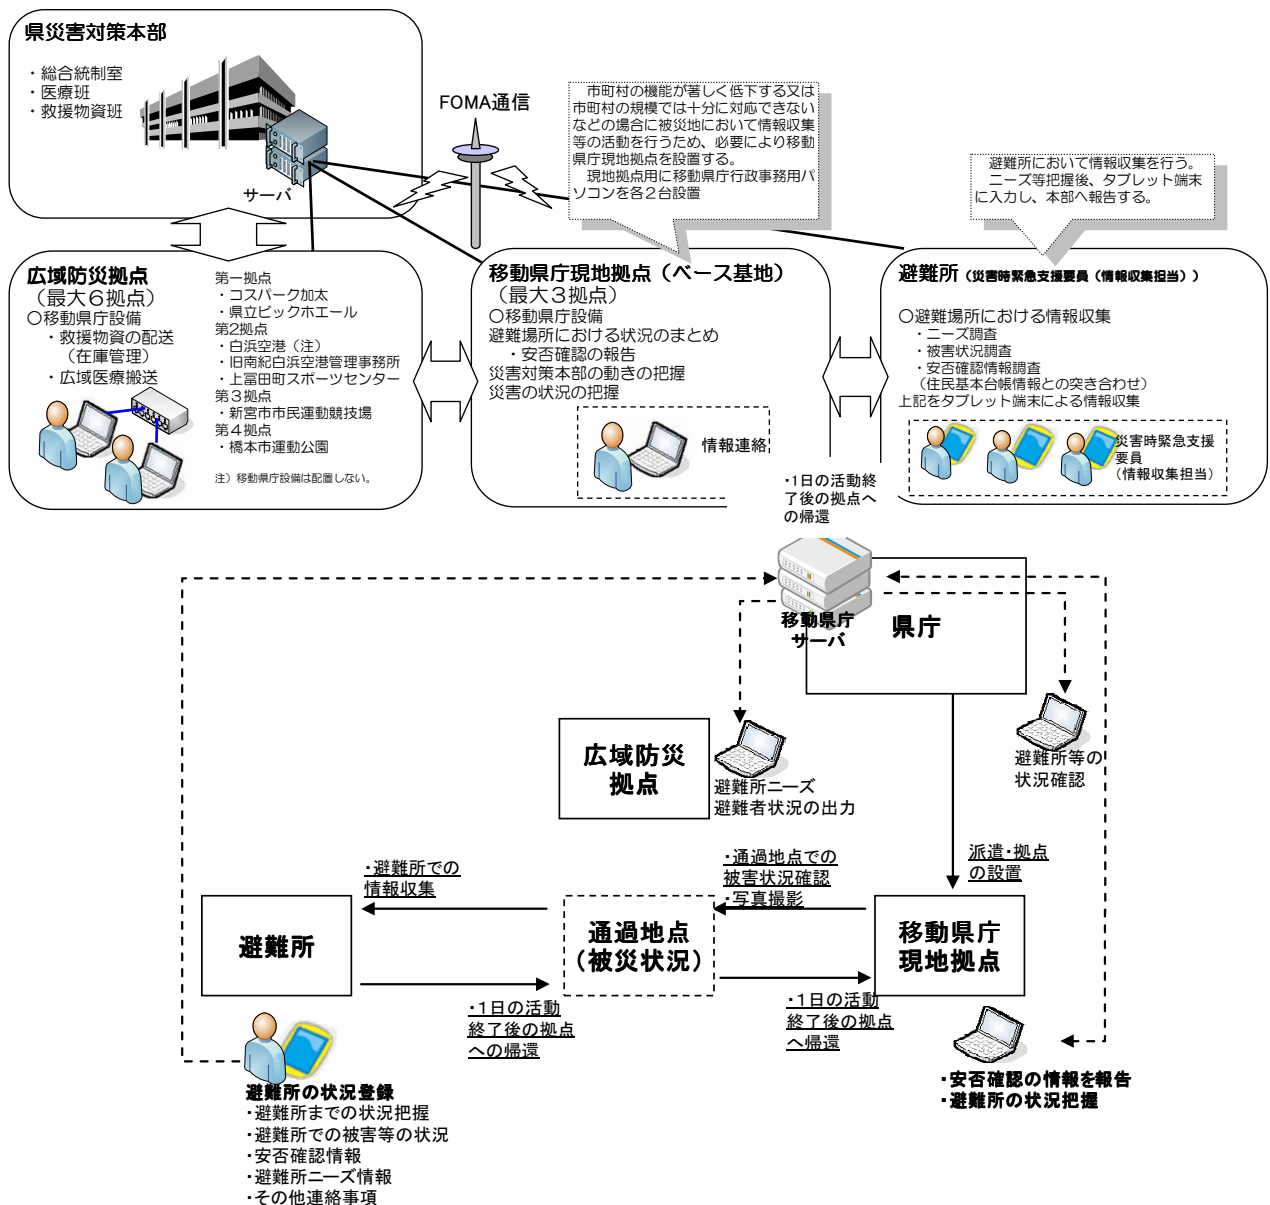 県災害対策本部
・総合統制室
・医療班
・救援物資班
サーバ
FOMA通信
市町村の機能が著しく低下する又は
市町村の規模では十分に対応できない
などの場合に被災地において情報収集
等の活動を行うため、必要により移動
県庁現地拠点を設置する。
現地拠点用に移動県庁行政事務用パ
ソコンを各2台設置
避難所において情報収集を行う。
ニーズ等把握後、タブレット端末
に入力し、本部へ報告する。
広域防災拠点
（最大6拠点）
○移動県庁設備
・救援物資の配送
（在庫管理）
・広域医療搬送
第一拠点
・コスパーク加太
・県立ビックホエール
第2拠点
・白浜空港（注）
・旧南紀白浜空港管理事務所
・上富田町スポーツセンター
第3拠点
・新宮市市民運動競技場
第4拠点
・橋本市運動公園
注）移動県庁設備は配置しない。
移動県庁現地拠点（ベース基地）
（最大3拠点）
○移動県庁設備
避難場所における状況のまとめ
・安否確認の報告
災害対策本部の動きの把握
災害の状況の把握
情報連絡
避難所（災害時緊急支援要員（情報収集担当））
○避難場所における情報収集
・ニーズ調査
・被害状況調査
・安否確認情報調査
（住民基本台帳情報との突き合わせ）
上記をタブレット端末による情報収集
災害時緊急支援
要員
（情報収集担当）
・1日の活動終
了後の拠点へ
の帰還
移動県庁
サーバ
県庁
広域防災
拠点
避難所ニーズ
避難者状況の出力
避難所等の
状況確認
・避難所での
情報収集
・通過地点での
被害状況確認
・写真撮影
派遣・拠点
の設置
避難所
通過地点
（被災状況）
移動県庁
現地拠点
・1日の活動
終了後の拠点
への帰還
・1日の活動
終了後の拠点
へ帰還
避難所の状況登録
・避難所までの状況把握
・避難所での被害等の状況
・安否確認情報
・避難所ニーズ情報
・その他連絡事項
・安否確認の情報を報告
・避難所の状況把握